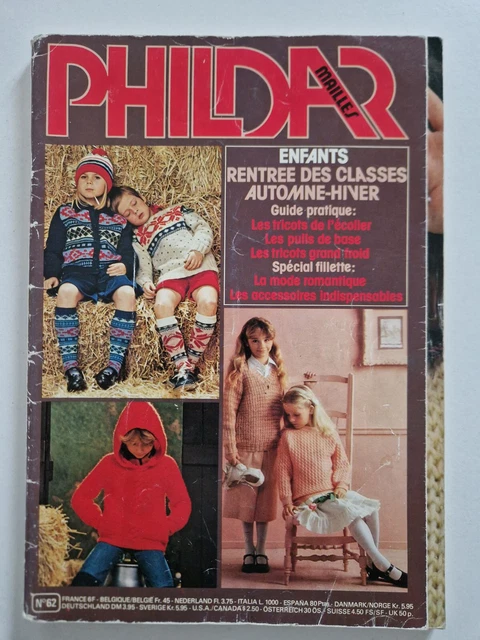 PHILDAR
MAILLES
ENFANTS
RENTREE DES CLASSES
AUTOMNE-HIVER
Guide pratique:
Les tricots de l'écolier
Les pulls de base
Les tricots grand froid
Spécial fillette:
La mode romantique
Les accessoires indispensables
N°62
FRANCE 6F - BELGIQUE/BELGIË Fr. 45 - NEDERLAND Fl. 3.75 - ITALIA L. 1000 - ESPAÑA 80 Ptas. - DANMARK/NORGE Kr. 5.95
DEUTSCHLAND DM 3.95 - SVERIGE Kr. 5.95 - U.S.A./CANADA $ 2.50 - ÖSTERREICH 30 ÖS./ SUISSE 4.50 FS/SF - UK 50 p.